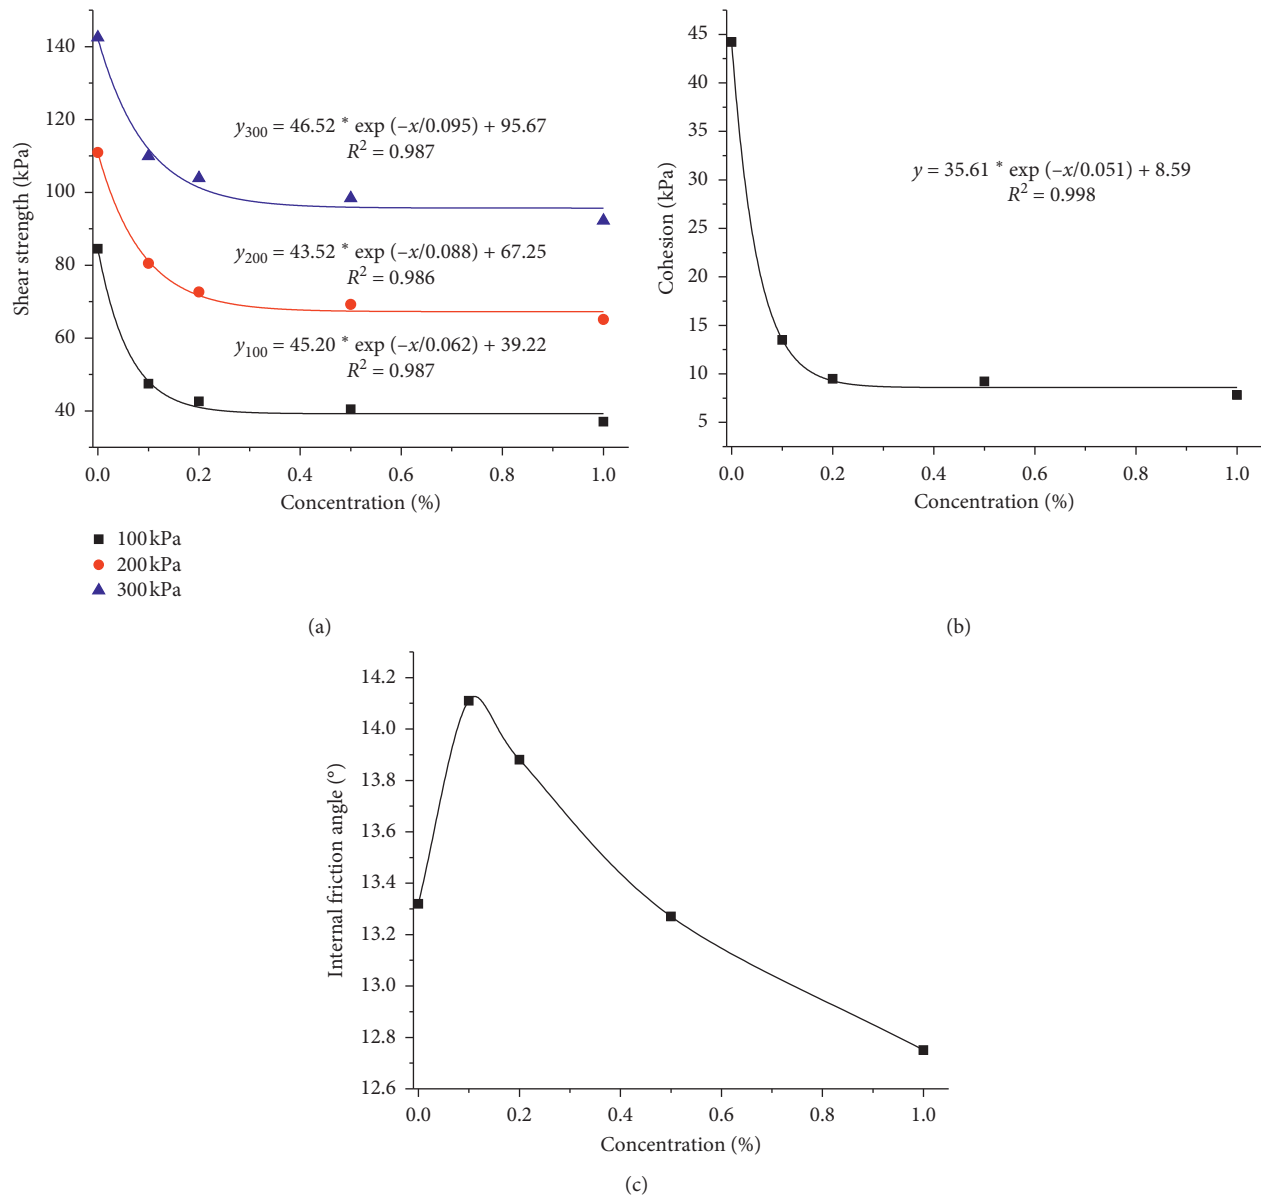 140
120
100
80
60
40
Shear strength (kPa)
y300 = 46.52 * exp (–x/0.095) + 95.67
R2 = 0.987
y200 = 43.52 * exp (–x/0.088) + 67.25
R2 = 0.986
y100 = 45.20 * exp (–x/0.062) + 39.22
R2 = 0.987
0.0 0.2 0.4 0.6 0.8 1.0
Concentration (%)
100 kPa
200 kPa
300 kPa
(a)
45
40
35
30
25
20
15
10
5
Cohesion (kPa)
y = 35.61 * exp (–x/0.051) + 8.59
R2 = 0.998
0.0 0.2 0.4 0.6 0.8 1.0
Concentration (%)
(b)
14.2
14.0
13.8
13.6
13.4
13.2
13.0
12.8
12.6
Internal friction angle (°)
0.0 0.2 0.4 0.6 0.8 1.0
Concentration (%)
(c)